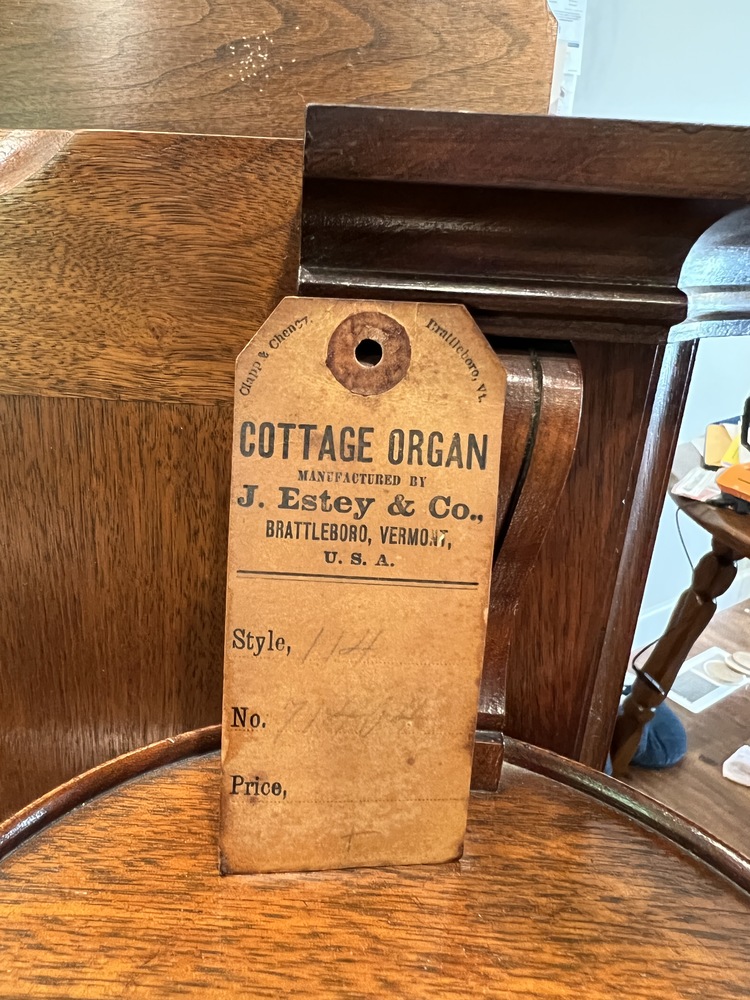 Clapp & Cheney,
Brattleboro, Vt.
COTTAGE ORGAN
MANUFACTURED BY
J. Estey & Co.,
BRATTLEBORO, VERMONT,
U. S. A.
Style, 114
No.
Price,